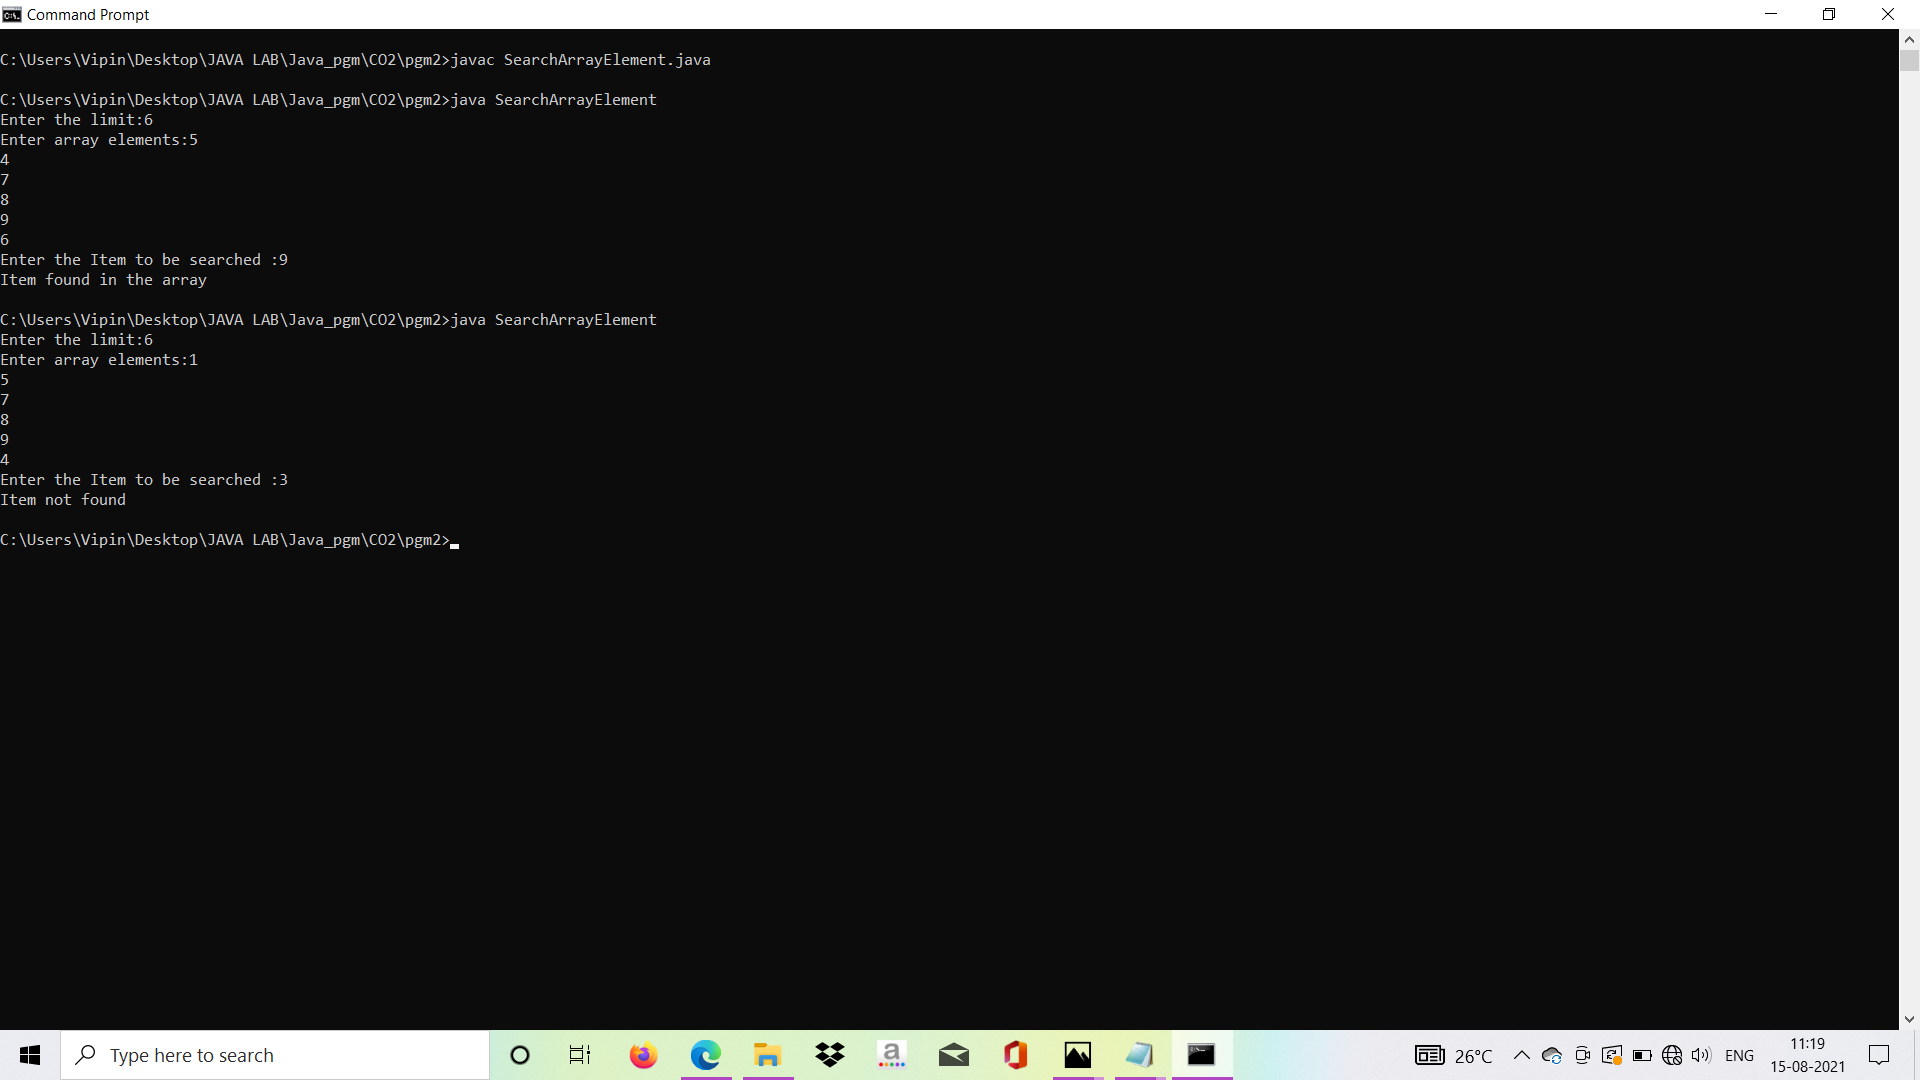 Command Prompt
C:\Users\Vipin\Desktop\JAVA LAB\Java_pgm\CO2\pgm2>javac SearchArrayElement.java
C:\Users\Vipin\Desktop\JAVA LAB\Java_pgm\CO2\pgm2>java SearchArrayElement
Enter the limit:6
Enter array elements:5
4
7
8
9
6
Enter the Item to be searched :9
Item found in the array
C:\Users\Vipin\Desktop\JAVA LAB\Java_pgm\CO2\pgm2>java SearchArrayElement
Enter the limit:6
Enter array elements:1
5
7
8
9
4
Enter the Item to be searched :3
Item not found
C:\Users\Vipin\Desktop\JAVA LAB\Java_pgm\CO2\pgm2>
Type here to search
a
26°C
ENG
11:19
15-08-2021